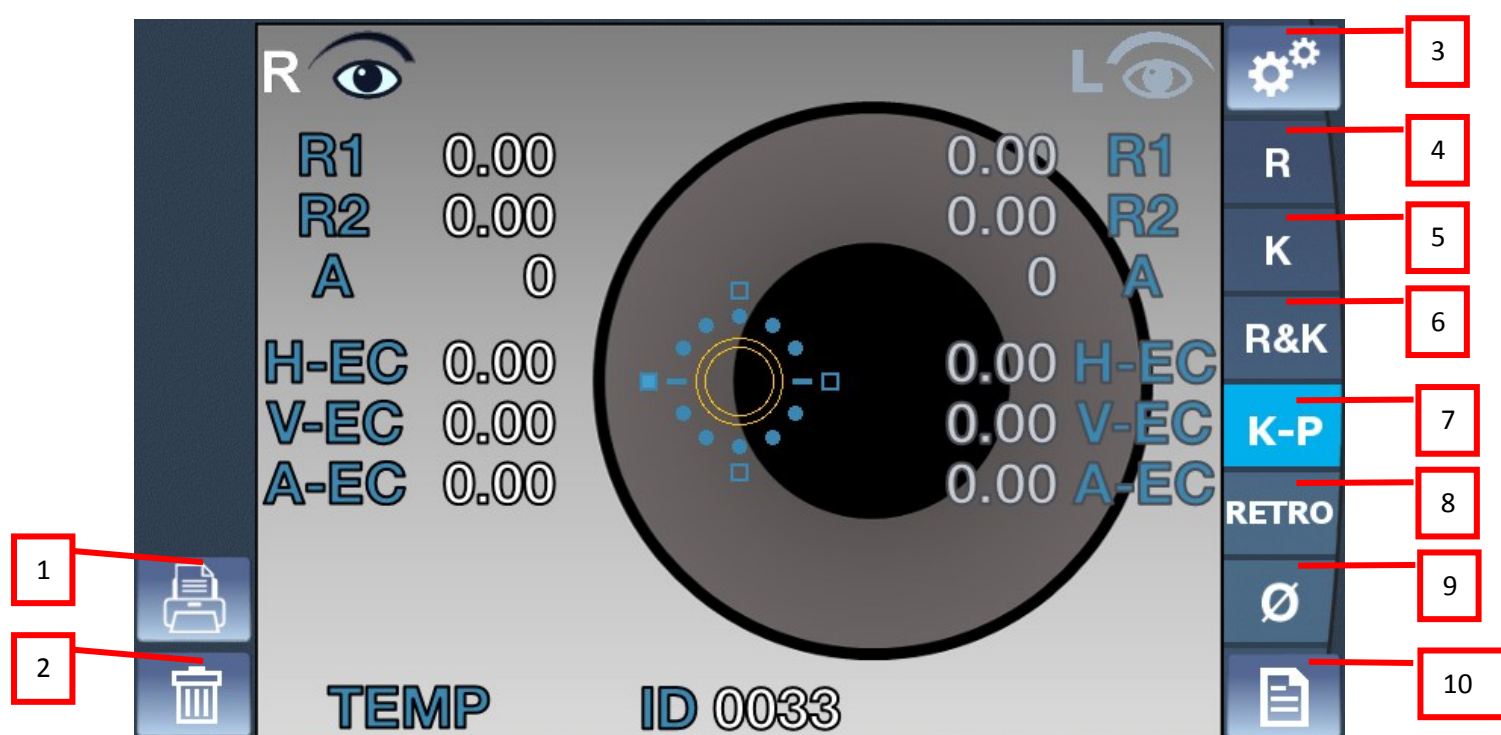 R L
R1 0.00 0.00 R1
R2 0.00 0.00 R2
A 0 0 A
H-EC 0.00 0.00 H-EC
V-EC 0.00 0.00 V-EC
A-EC 0.00 0.00 A-EC
TEMP ID 0033
R
K
R&K
K-P
RETRO
Ø
1
2
3
4
5
6
7
8
9
10